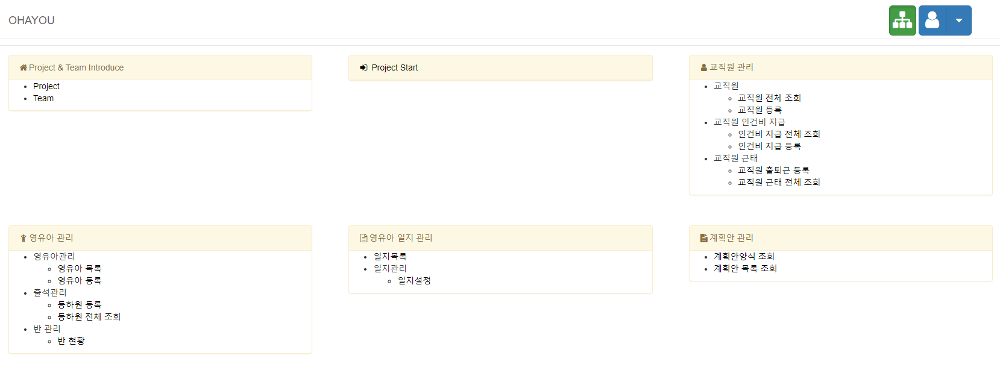 OHAYOU
Project & Team Introduce
Project
Team
Project Start
교직원 관리
교직원
교직원 전체 조회
교직원 등록
교직원 인건비 지급
인건비 지급 전체 조회
인건비 지급 등록
교직원 근태
교직원 출퇴근 등록
교직원 근태 전체 조회
영유아 관리
영유아관리
영유아 목록
영유아 등록
출석관리
등하원 등록
등하원 전체 조회
반 관리
반 현황
영유아 일지 관리
일지목록
일지관리
일지설정
계획안 관리
계획안양식 조회
계획안 목록 조회